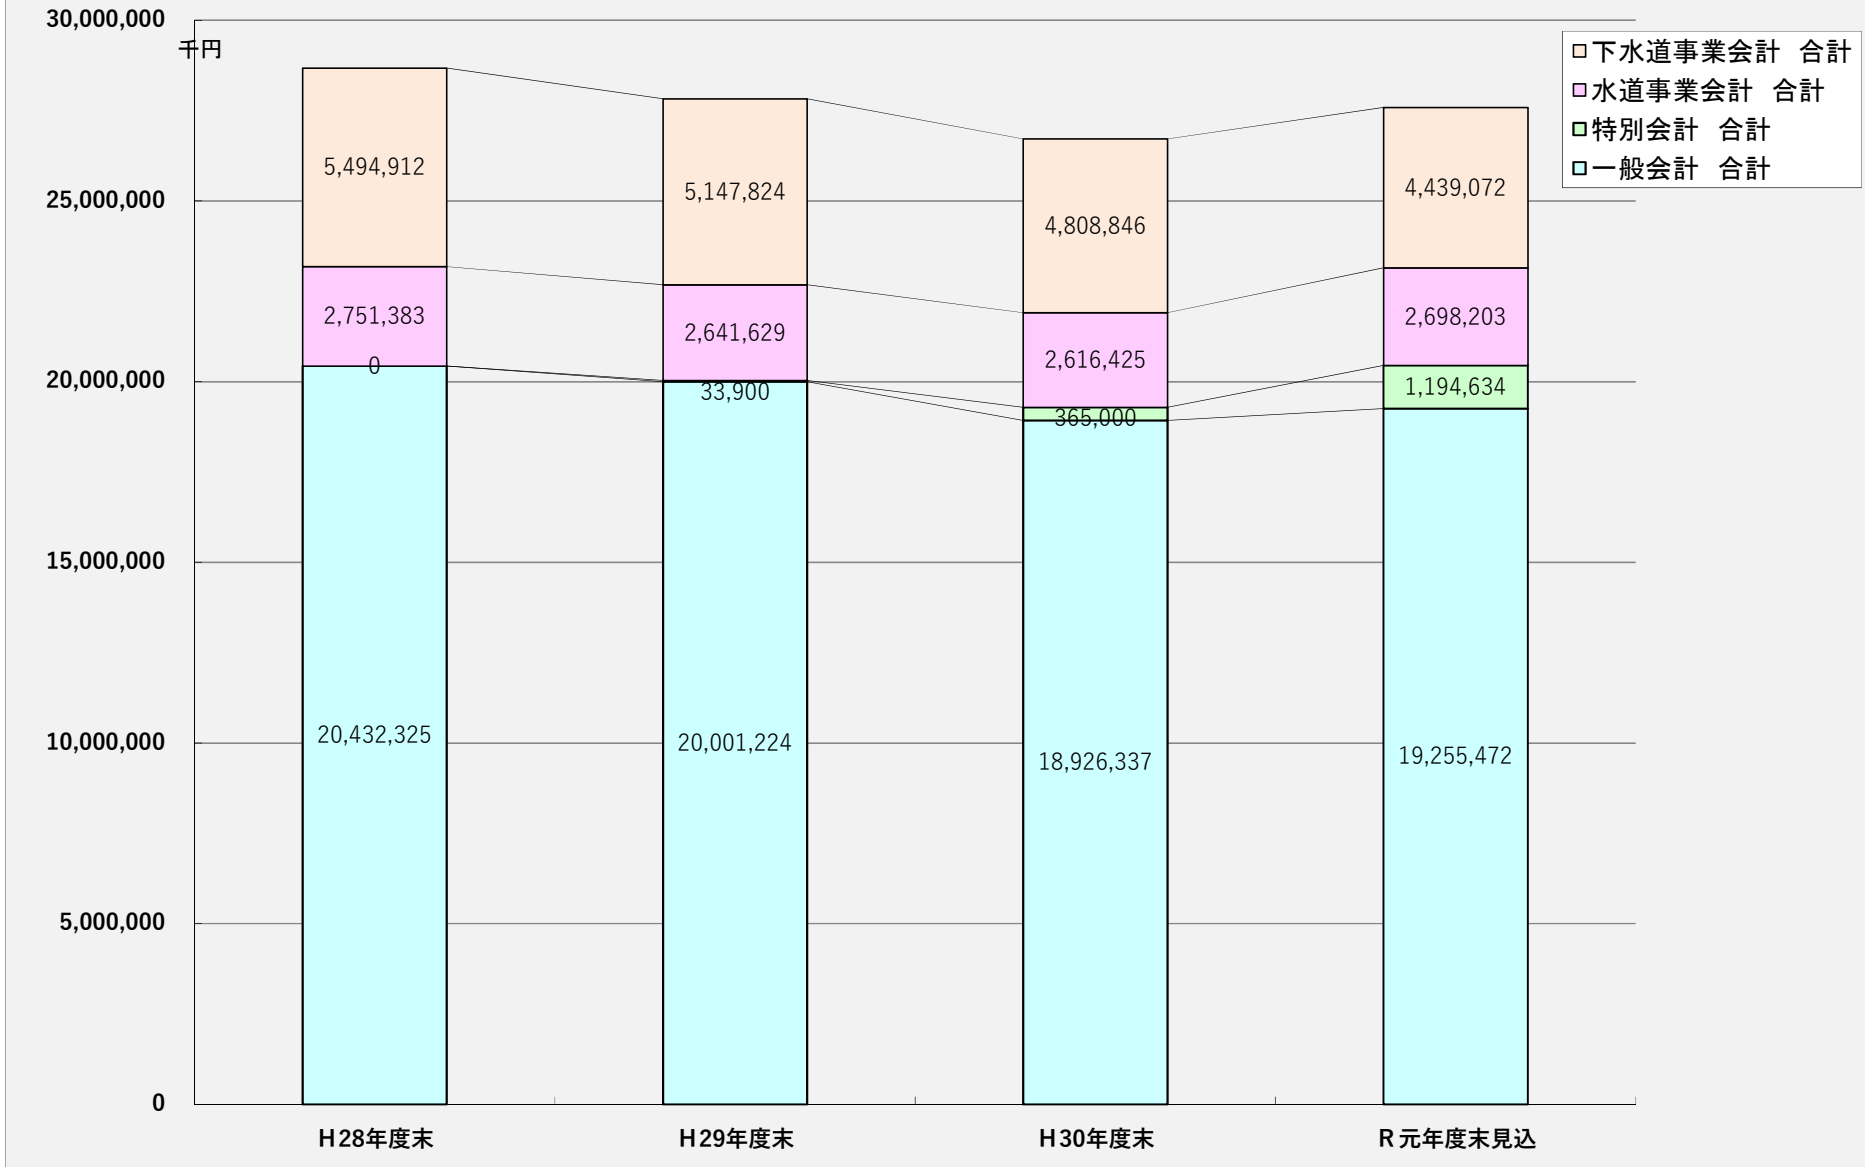 30,000,000
千円
25,000,000
20,000,000
15,000,000
10,000,000
5,000,000
0
下水道事業会計　合計
水道事業会計　合計
特別会計　合計
一般会計　合計
5,494,912
2,751,383
0
20,432,325
5,147,824
2,641,629
33,900
20,001,224
4,808,846
2,616,425
365,000
18,926,337
4,439,072
2,698,203
1,194,634
19,255,472
H28年度末
H29年度末
H30年度末
R元年度末見込